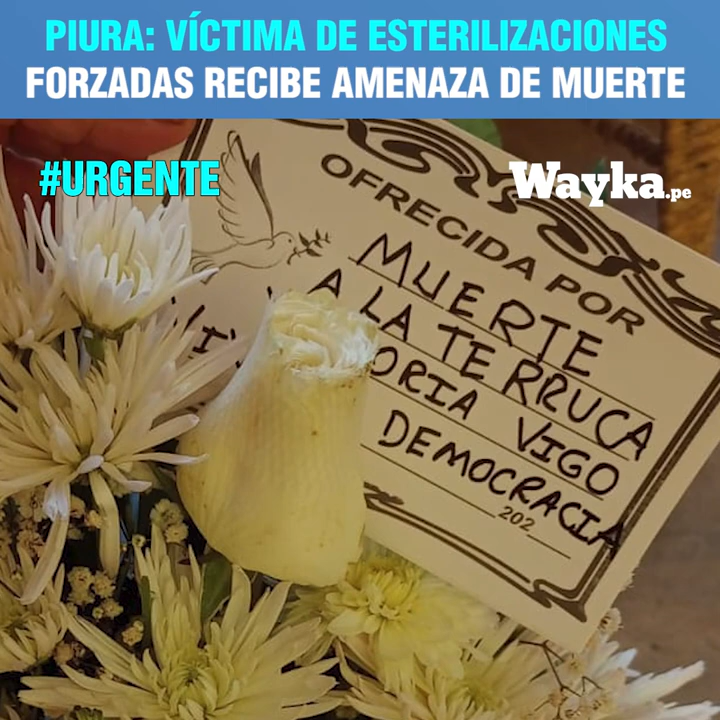 PIURA: VÍCTIMA DE ESTERILIZACIONES
FORZADAS RECIBE AMENAZA DE MUERTE
#URGENTE
Wayka.pe
OFRECIDA POR
MUERTE
A LA TERRUCA
ORIA VIGO
DEMOCRACIA
202